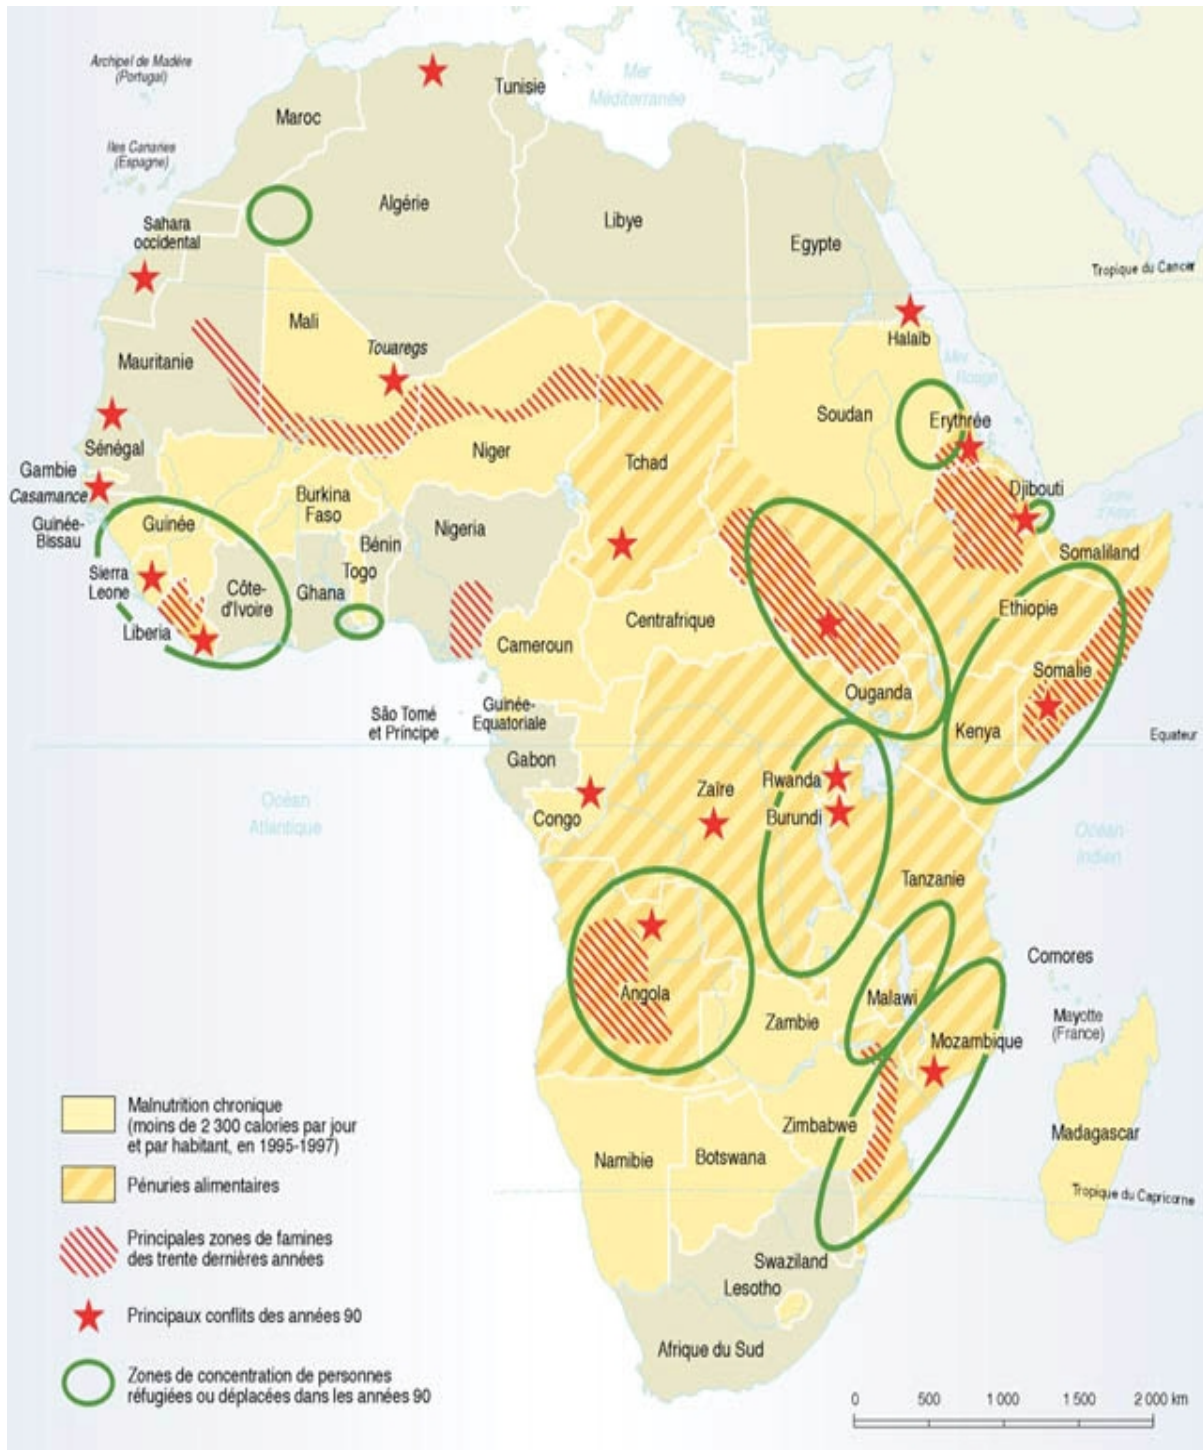 Archipel de Madère
(Portugal)
Mer
Méditerranée
Tunisie
Maroc
Iles Canaries
(Espagne)
Algérie
Libye
Egypte
Sahara
occidental
Tropique du Cancer
Mali
Halaïb
Mauritanie
Touaregs
Mer
Rouge
Soudan
Erythrée
Sénégal
Niger
Tchad
Gambie
Casamance
Djibouti
Guinée-
Bissau
Guinée
Burkina
Faso
Nigeria
Bénin
Somaliland
Sierra
Leone
Togo
Côte-
d'Ivoire
Ghana
Ethiopie
Liberia
Centrafrique
Cameroun
Somalie
Ouganda
São Tomé
et Príncipe
Guinée-
Equatoriale
Kenya
Equateur
Gabon
Rwanda
Zaïre
Océan
Atlantique
Congo
Burundi
Océan
Indien
Tanzanie
Comores
Angola
Malawi
Zambie
Mayotte
(France)
Mozambique
Malnutrition chronique
(moins de 2 300 calories par jour
et par habitant, en 1995-1997)
Zimbabwe
Madagascar
Namibie
Botswana
Pénuries alimentaires
Tropique du Capricorne
Principales zones de famines
des trente dernières années
Swaziland
Lesotho
Principaux conflits des années 90
Afrique du Sud
Zones de concentration de personnes
réfugiées ou déplacées dans les années 90
0 500 1 000 1 500 2 000 km